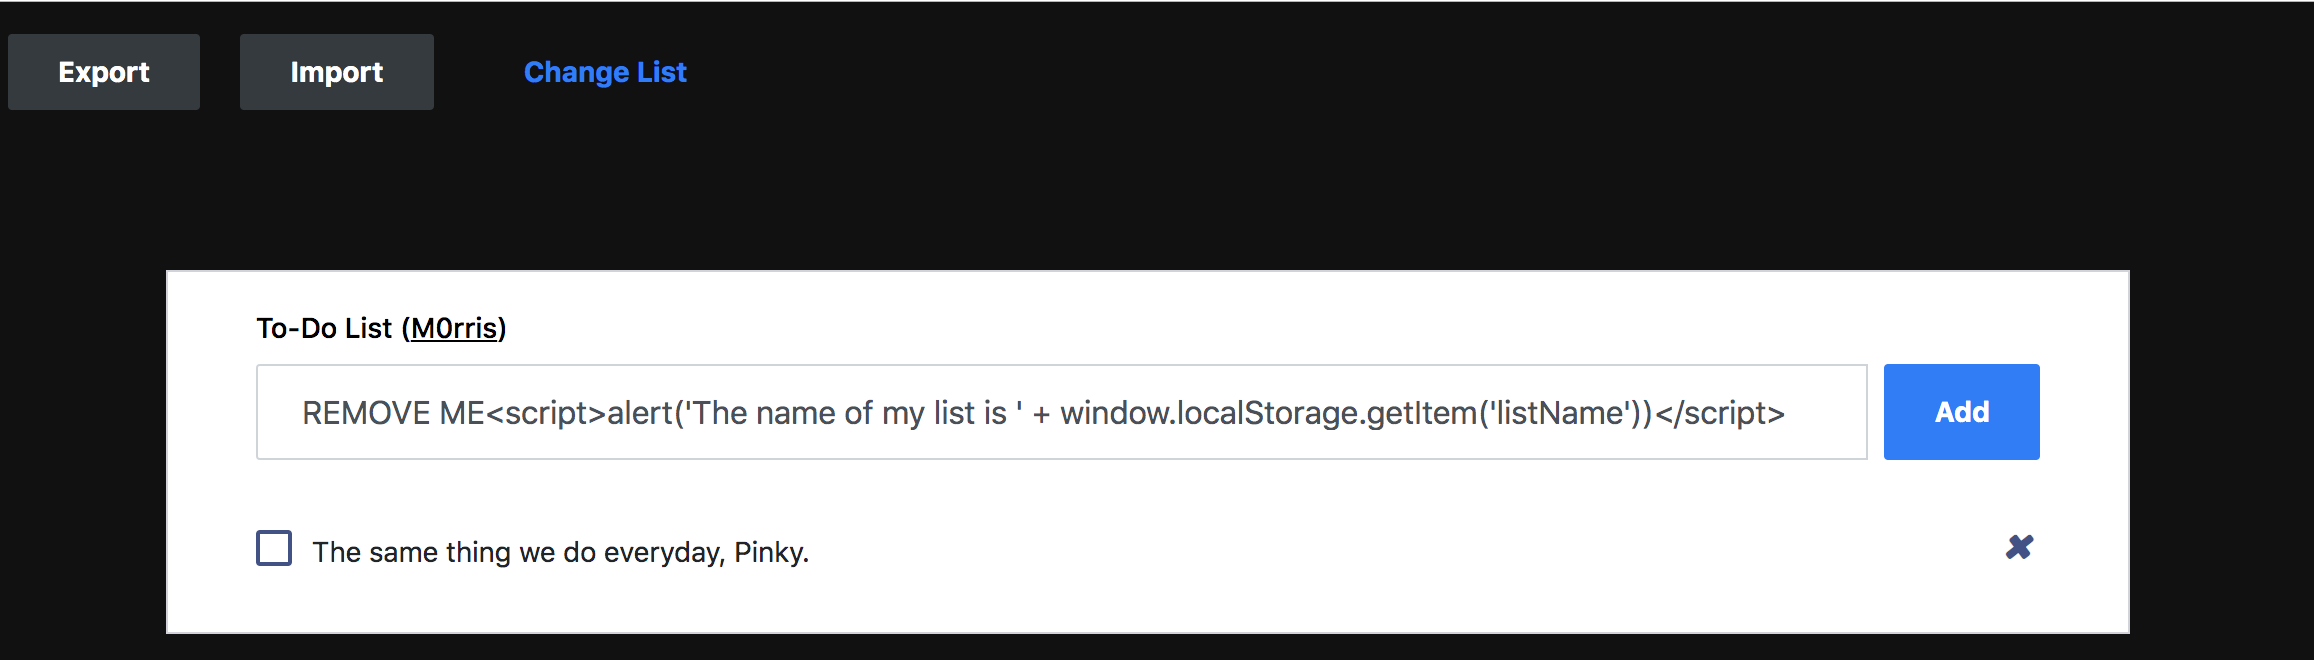 Export Import Change List
To-Do List (M0rris)
REMOVE ME<script>alert('The name of my list is ' + window.localStorage.getItem('listName'))</script> Add
The same thing we do everyday, Pinky.